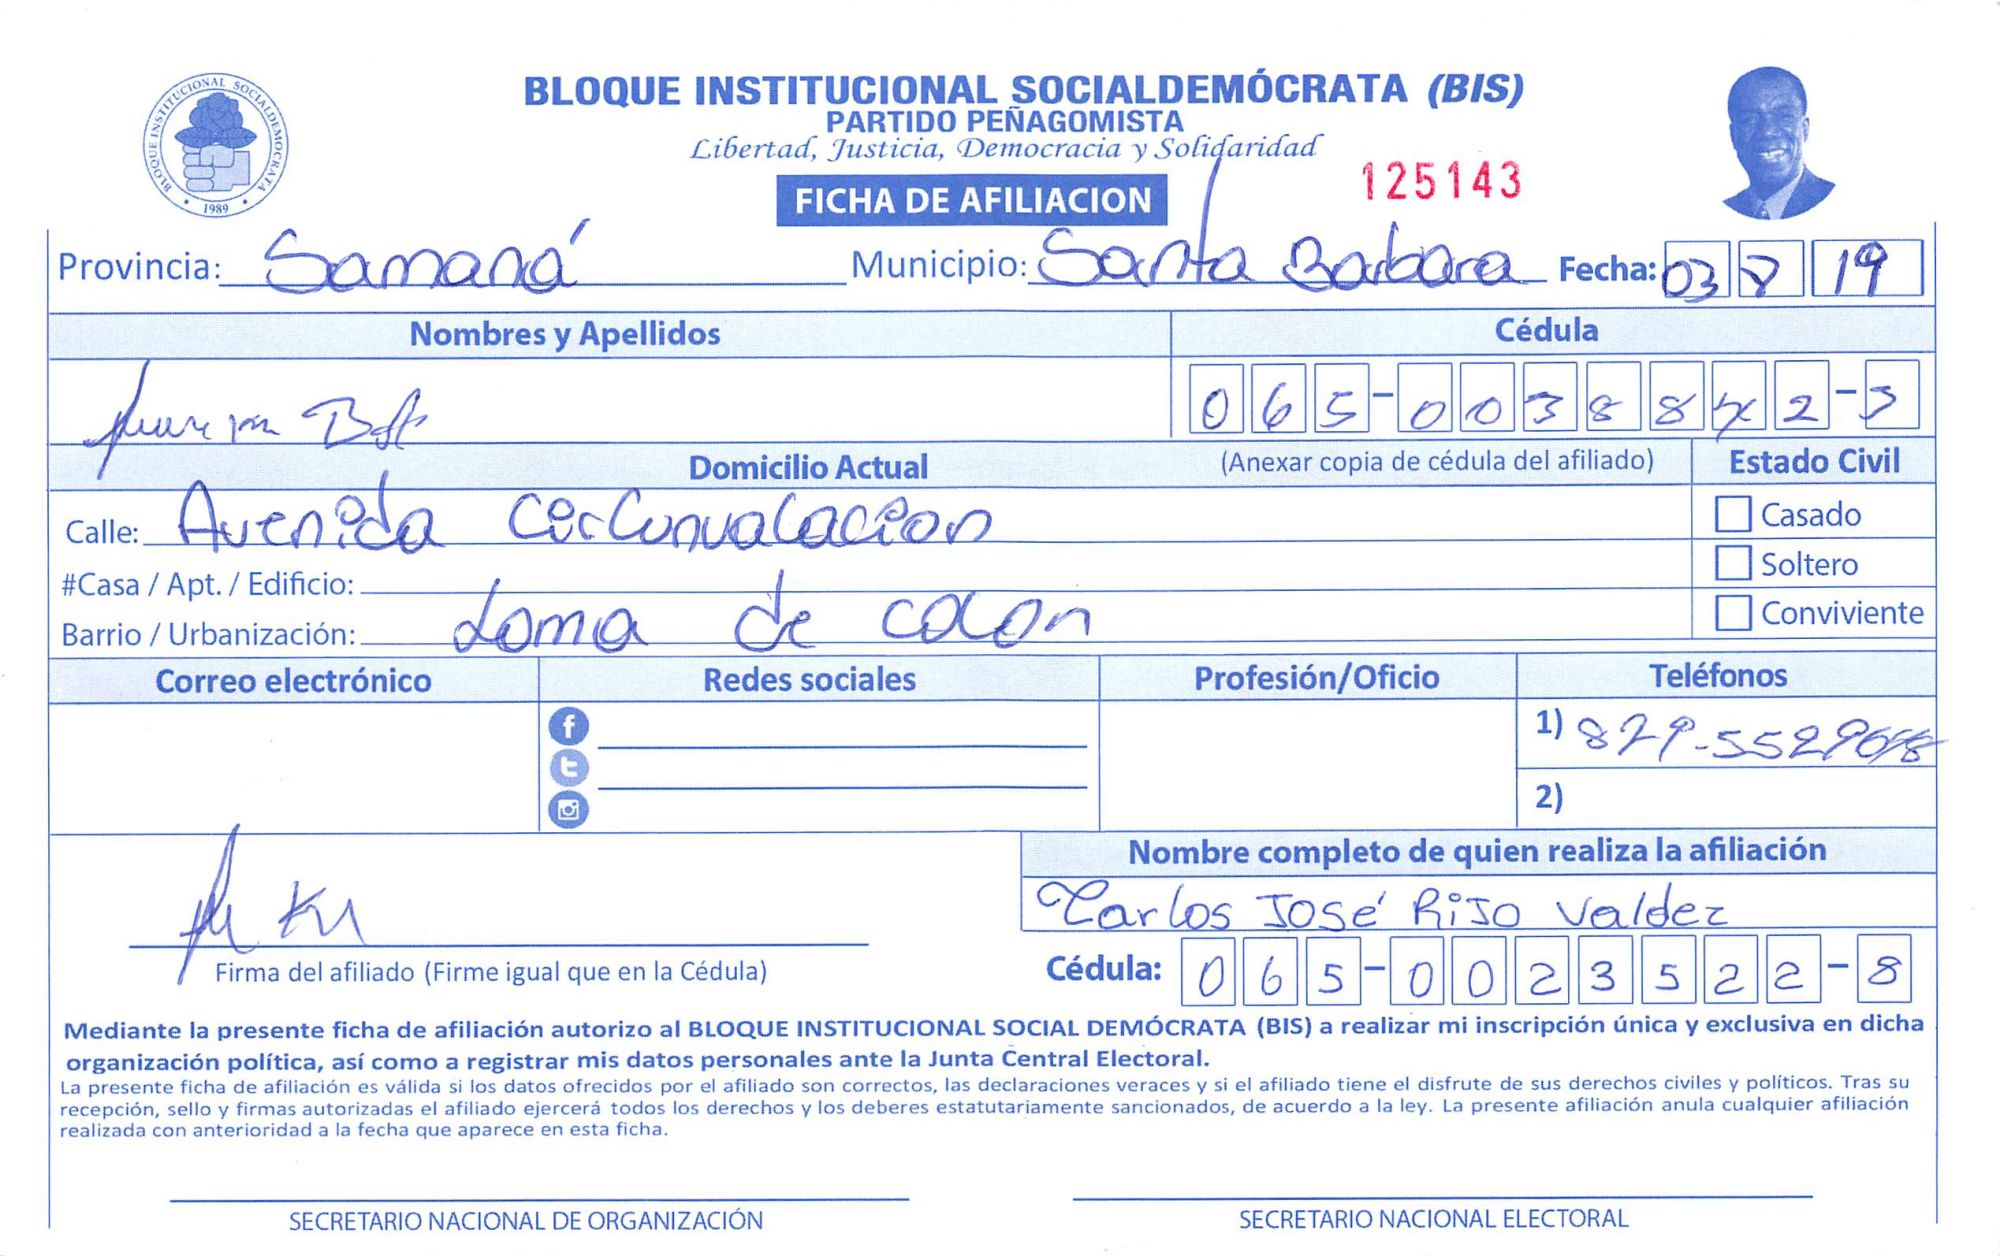 BLOQUE INSTITUCIONAL SOCIALDEMÓCRATA (BIS)
PARTIDO PEÑAGOMISTA
Libertad, Justicia, Democracia y Solidaridad
BLOQUE INSTITUCIONAL SOCIALDEMOCRATA
1989
FICHA DE AFILIACION
125143
Provincia: Samaná Municipio: Santa Barbara Fecha: 03 8 19
Nombres y Apellidos Cédula
065-00388 2-3
Domicilio Actual (Anexar copia de cédula del afiliado) Estado Civil
Calle: Avenida Circunvalacion
Casado
#Casa / Apt. / Edificio:
Soltero
Barrio / Urbanización: Loma de colon
Conviviente
Correo electrónico Redes sociales Profesión/Oficio Teléfonos
1) 829-5529
2)
Nombre completo de quien realiza la afiliación
Carlos José Rijo Valdez
Firma del afiliado (Firme igual que en la Cédula)
Cédula: 065-0023522-8
Mediante la presente ficha de afiliación autorizo al BLOQUE INSTITUCIONAL SOCIAL DEMÓCRATA (BIS) a realizar mi inscripción única y exclusiva en dicha
organización política, así como a registrar mis datos personales ante la Junta Central Electoral.
La presente ficha de afiliación es válida si los datos ofrecidos por el afiliado son correctos, las declaraciones veraces y si el afiliado tiene el disfrute de sus derechos civiles y políticos. Tras su
recepción, sello y firmas autorizadas el afiliado ejercerá todos los derechos y los deberes estatutariamente sancionados, de acuerdo a la ley. La presente afiliación anula cualquier afiliación
realizada con anterioridad a la fecha que aparece en esta ficha.
SECRETARIO NACIONAL DE ORGANIZACIÓN SECRETARIO NACIONAL ELECTORAL